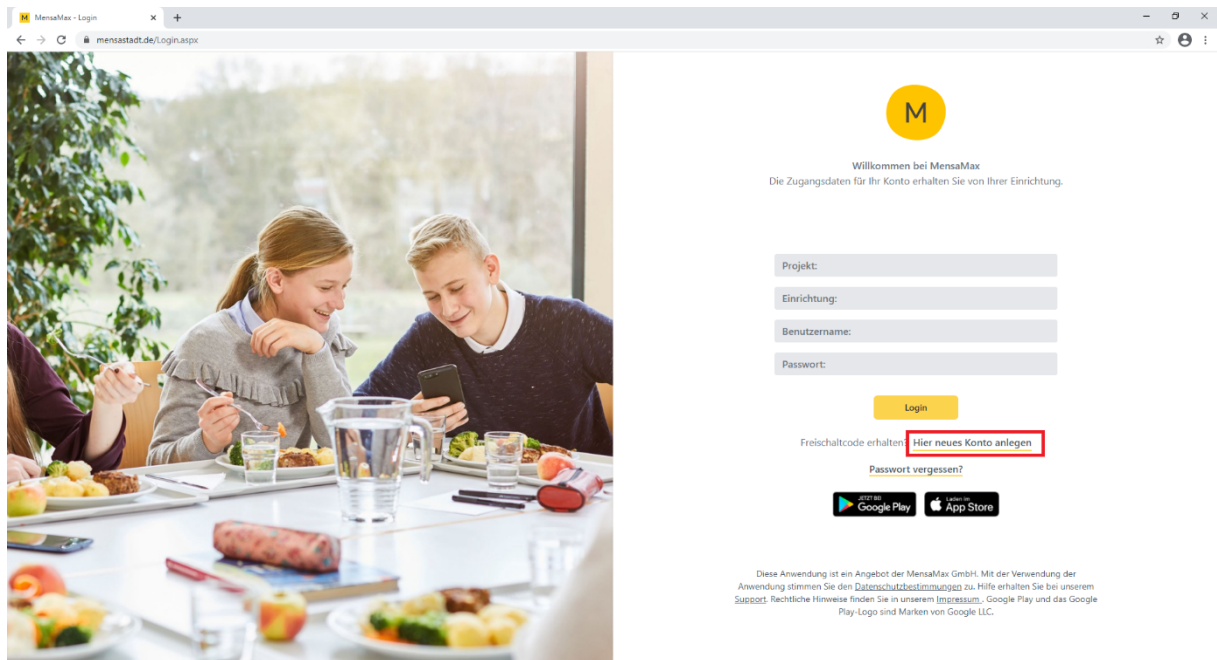 M MensaMax - Login
mensastadt.de/Login.aspx
M
Willkommen bei MensaMax
Die Zugangsdaten für Ihr Konto erhalten Sie von Ihrer Einrichtung.
Projekt:
Einrichtung:
Benutzername:
Passwort:
Login
Freischaltcode erhalten? Hier neues Konto anlegen
Passwort vergessen?
JETZT BEI
Google Play
Laden im
App Store
Diese Anwendung ist ein Angebot der MensaMax GmbH. Mit der Verwendung der
Anwendung stimmen Sie den Datenschutzbestimmungen zu. Hilfe erhalten Sie bei unserem
Support. Rechtliche Hinweise finden Sie in unserem Impressum . Google Play und das Google
Play-Logo sind Marken von Google LLC.